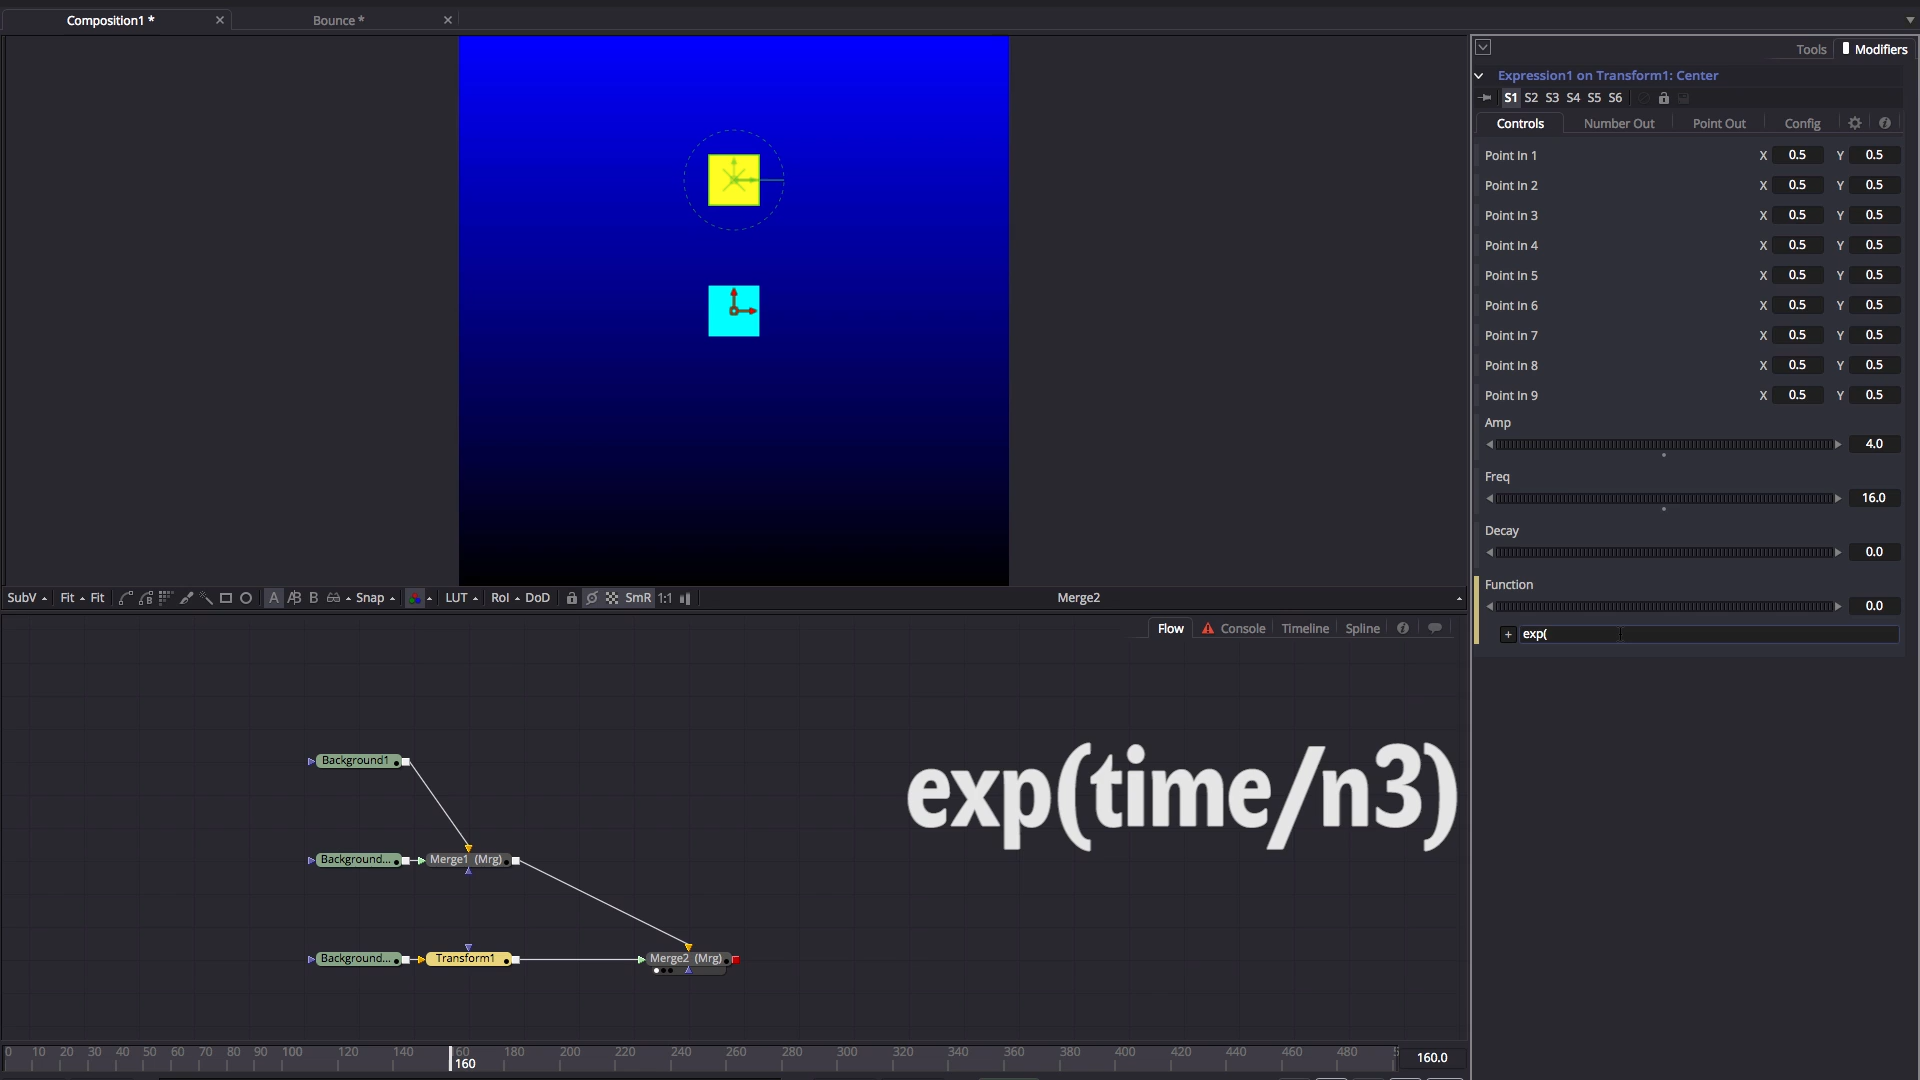 Composition1 *
Bounce *
Tools
Modifiers
Expression1 on Transform1: Center
S1 S2 S3 S4 S5 S6
Controls
Number Out
Point Out
Config
Point In 1 X 0.5 Y 0.5
Point In 2 X 0.5 Y 0.5
Point In 3 X 0.5 Y 0.5
Point In 4 X 0.5 Y 0.5
Point In 5 X 0.5 Y 0.5
Point In 6 X 0.5 Y 0.5
Point In 7 X 0.5 Y 0.5
Point In 8 X 0.5 Y 0.5
Point In 9 X 0.5 Y 0.5
Amp
4.0
Freq
16.0
Decay
0.0
Function
0.0
+ exp(
SubV Fit Fit A B B Snap LUT RoI DoD SmR 1:1
Merge2
Flow Console Timeline Spline
Background1
Background... Merge1 (Mrg)
Background... Transform1 Merge2 (Mrg)
exp(time/n3)
0 10 20 30 40 50 60 70 80 90 100 120 140 160 180 200 220 240 260 280 300 320 340 360 380 400 420 440 460 480
160
160.0